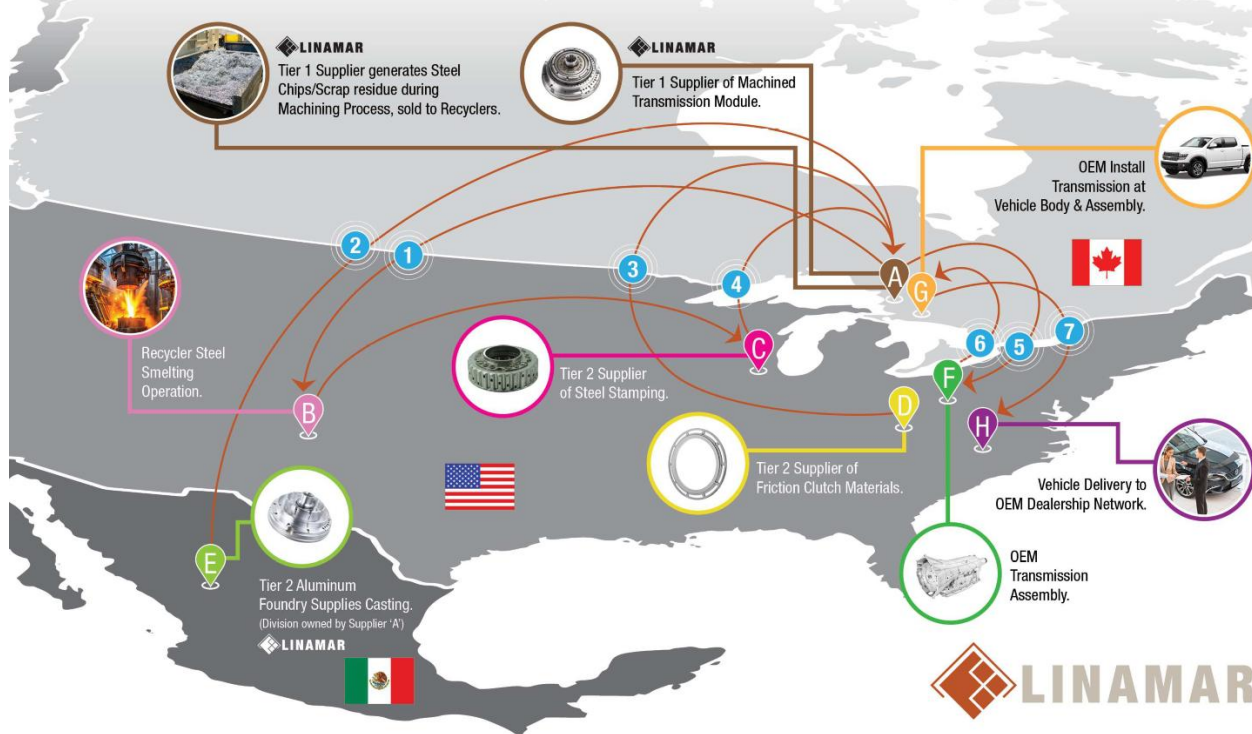 LINAMAR
Tier 1 Supplier generates Steel
Chips/Scrap residue during
Machining Process, sold to Recyclers.
LINAMAR
Tier 1 Supplier of Machined
Transmission Module.
OEM Install
Transmission at
Vehicle Body & Assembly.
2
1
3
4
A
G
6
5
7
Recycler Steel
Smelting
Operation.
B
C
Tier 2 Supplier
of Steel Stamping.
F
D
H
Tier 2 Supplier of
Friction Clutch Materials.
Vehicle Delivery to
OEM Dealership Network.
E
Tier 2 Aluminum
Foundry Supplies Casting.
(Division owned by Supplier ‘A’)
LINAMAR
OEM
Transmission
Assembly.
LINAMAR